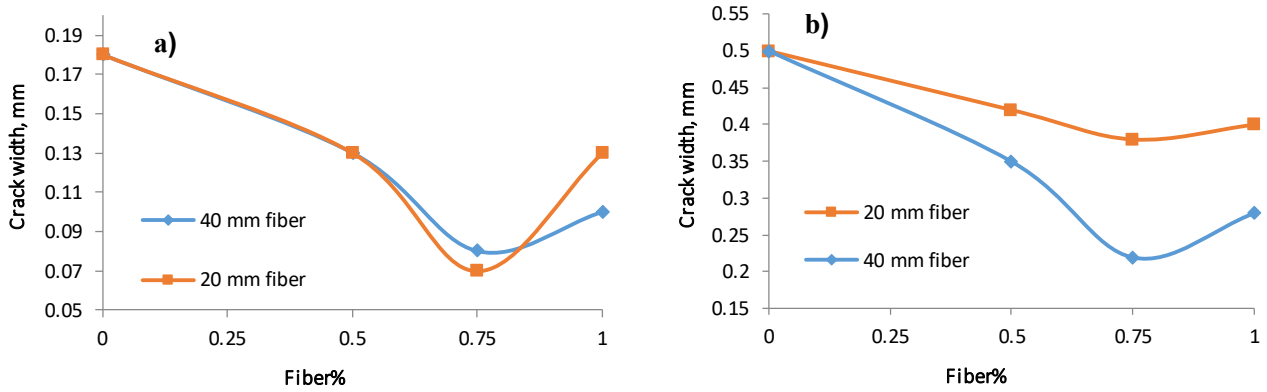 a)
Crack width, mm
0.19
0.17
0.15
0.13
0.11
0.09
0.07
0.05
40 mm fiber
20 mm fiber
0 0.25 0.5 0.75 1
Fiber%
b)
Crack width, mm
0.55
0.5
0.45
0.4
0.35
0.3
0.25
0.2
0.15
20 mm fiber
40 mm fiber
0 0.25 0.5 0.75 1
Fiber%